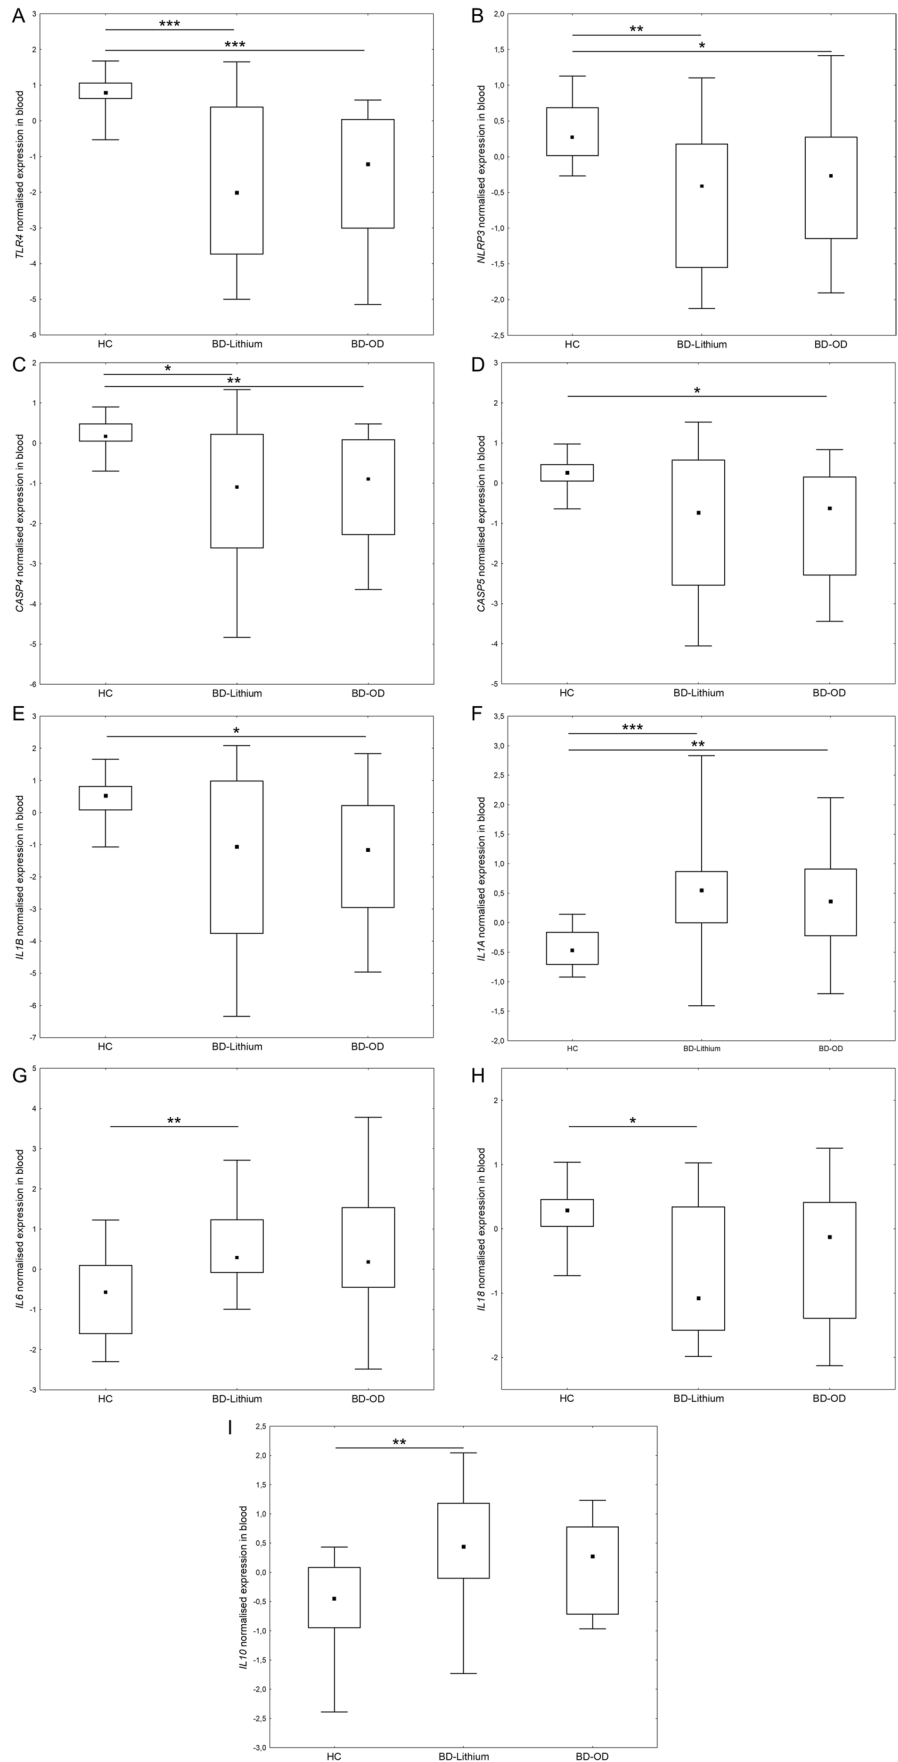 A
***
***
TLR4 normalised expression in blood
3
2
1
0
-1
-2
-3
-4
-5
-6
HC
BD-Lithium
BD-OD
B
**
*
NLRP3 normalised expression in blood
2,0
1,5
1,0
0,5
0,0
-0,5
-1,0
-1,5
-2,0
-2,5
HC
BD-Lithium
BD-OD
C
*
**
CASP4 normalised expression in blood
2
1
0
-1
-2
-3
-4
-5
-6
HC
BD-Lithium
BD-OD
D
*
CASP5 normalised expression in blood
3
2
1
0
-1
-2
-3
-4
-5
HC
BD-Lithium
BD-OD
E
*
IL1B normalised expression in blood
3
2
1
0
-1
-2
-3
-4
-5
-6
-7
HC
BD-Lithium
BD-OD
F
***
**
IL1A normalised expression in blood
3,5
3,0
2,5
2,0
1,5
1,0
0,5
0,0
-0,5
-1,0
-1,5
-2,0
HC
BD-Lithium
BD-OD
G
**
IL6 normalised expression in blood
5
4
3
2
1
0
-1
-2
-3
HC
BD-Lithium
BD-OD
H
*
IL18 normalised expression in blood
2
1
0
-1
-2
HC
BD-Lithium
BD-OD
I
**
IL10 normalised expression in blood
2,5
2,0
1,5
1,0
0,5
0,0
-0,5
-1,0
-1,5
-2,0
-2,5
-3,0
HC
BD-Lithium
BD-OD